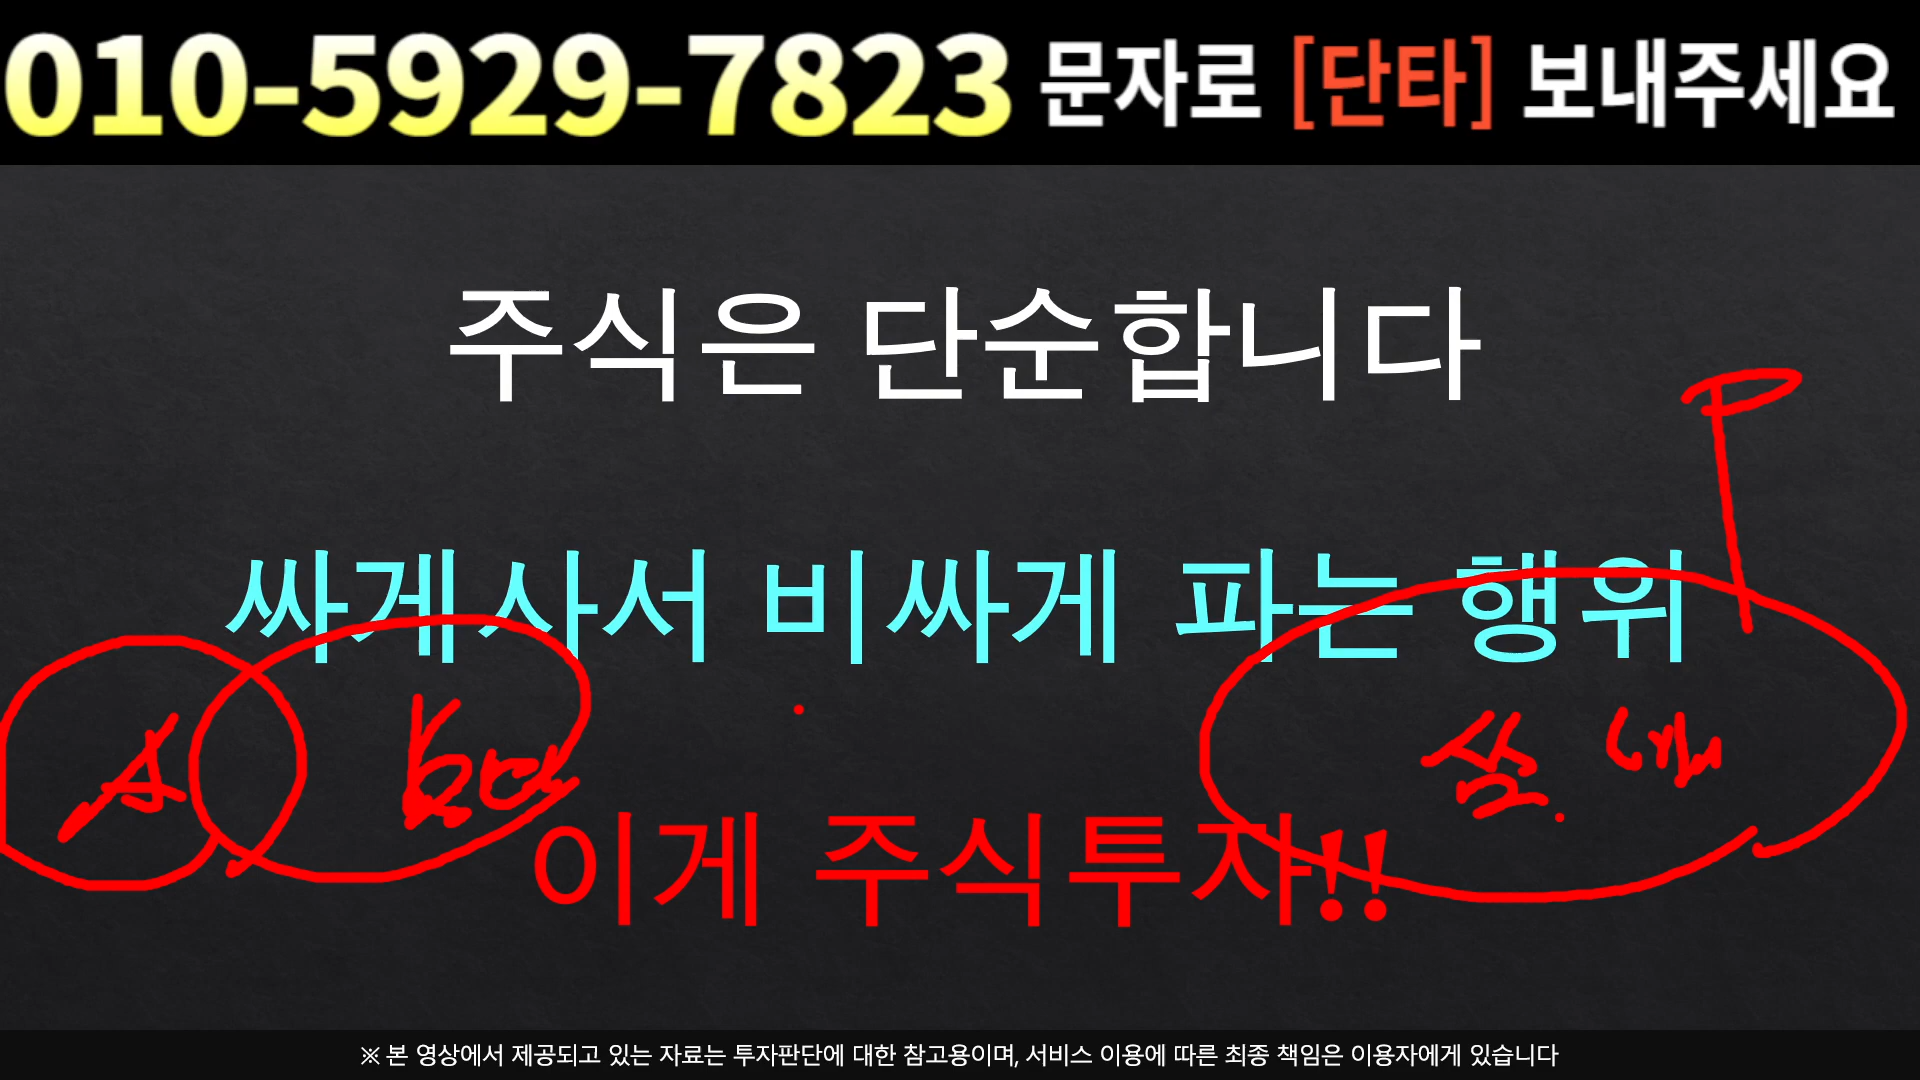 010-5929-7823 문자로 [단타] 보내주세요
주식은 단순합니다
싸게사서 비싸게 파는 행위
이게 주식투자!!
※ 본 영상에서 제공되고 있는 자료는 투자판단에 대한 참고용이며, 서비스 이용에 따른 최종 책임은 이용자에게 있습니다